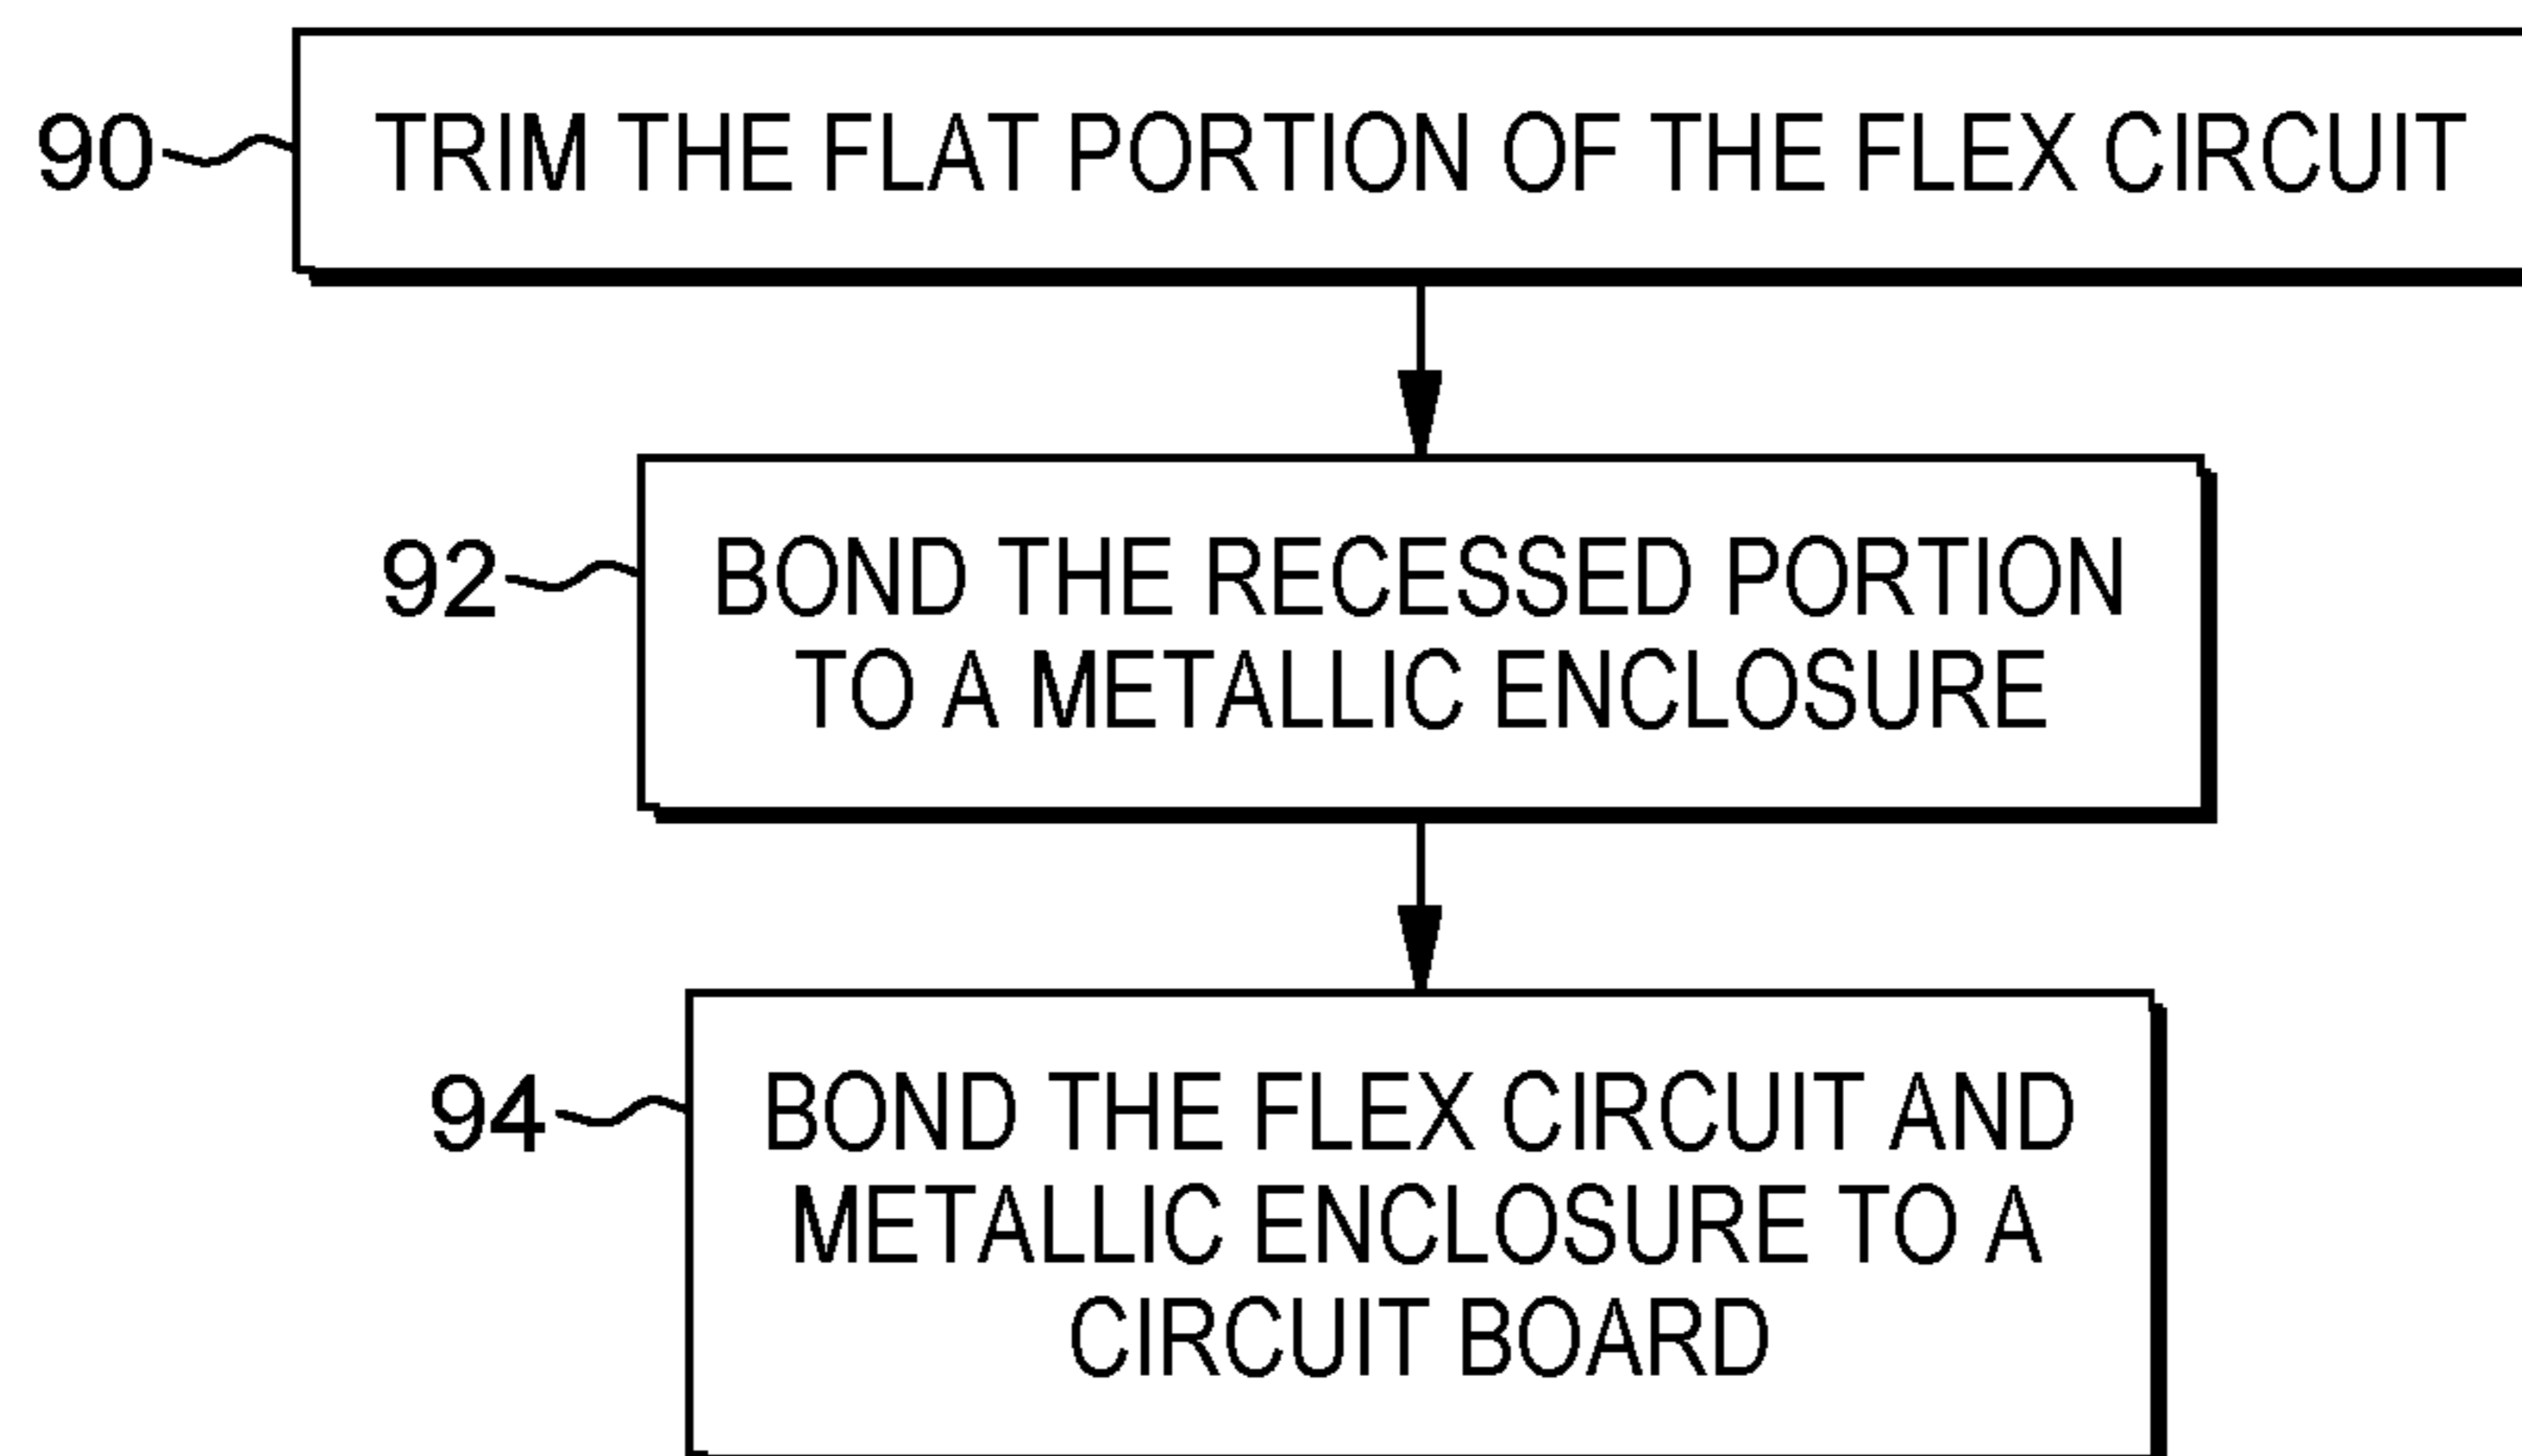 90 TRIM THE FLAT PORTION OF THE FLEX CIRCUIT
92 BOND THE RECESSED PORTION
TO A METALLIC ENCLOSURE
94 BOND THE FLEX CIRCUIT AND
METALLIC ENCLOSURE TO A
CIRCUIT BOARD